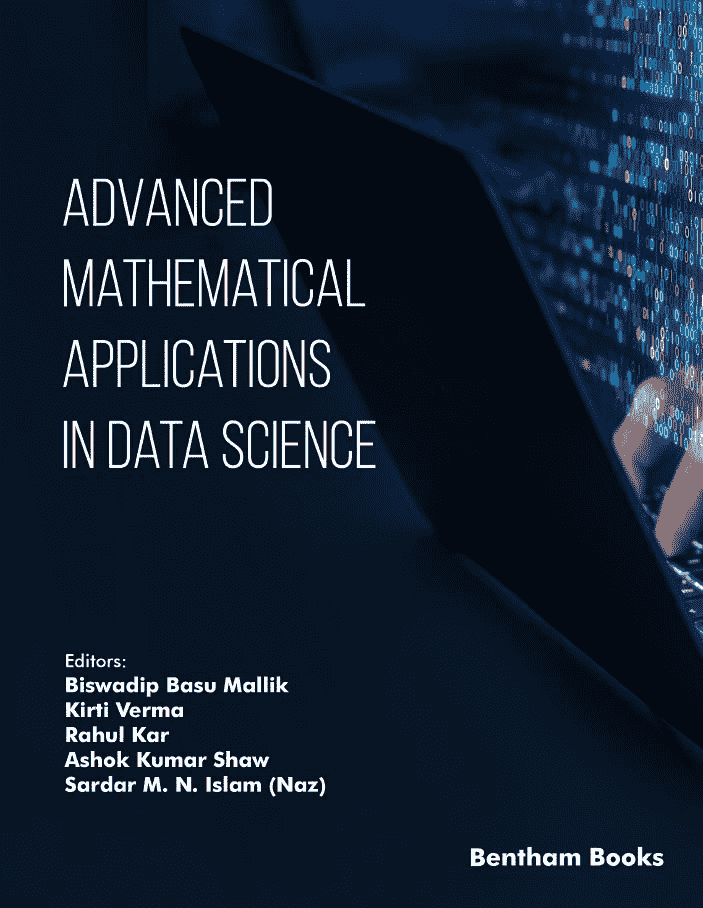 ADVANCED
MATHEMATICAL
APPLICATIONS
IN DATA SCIENCE
Editors:
Biswadip Basu Mallik
Kirti Verma
Rahul Kar
Ashok Kumar Shaw
Sardar M. N. Islam (Naz)
Bentham Books